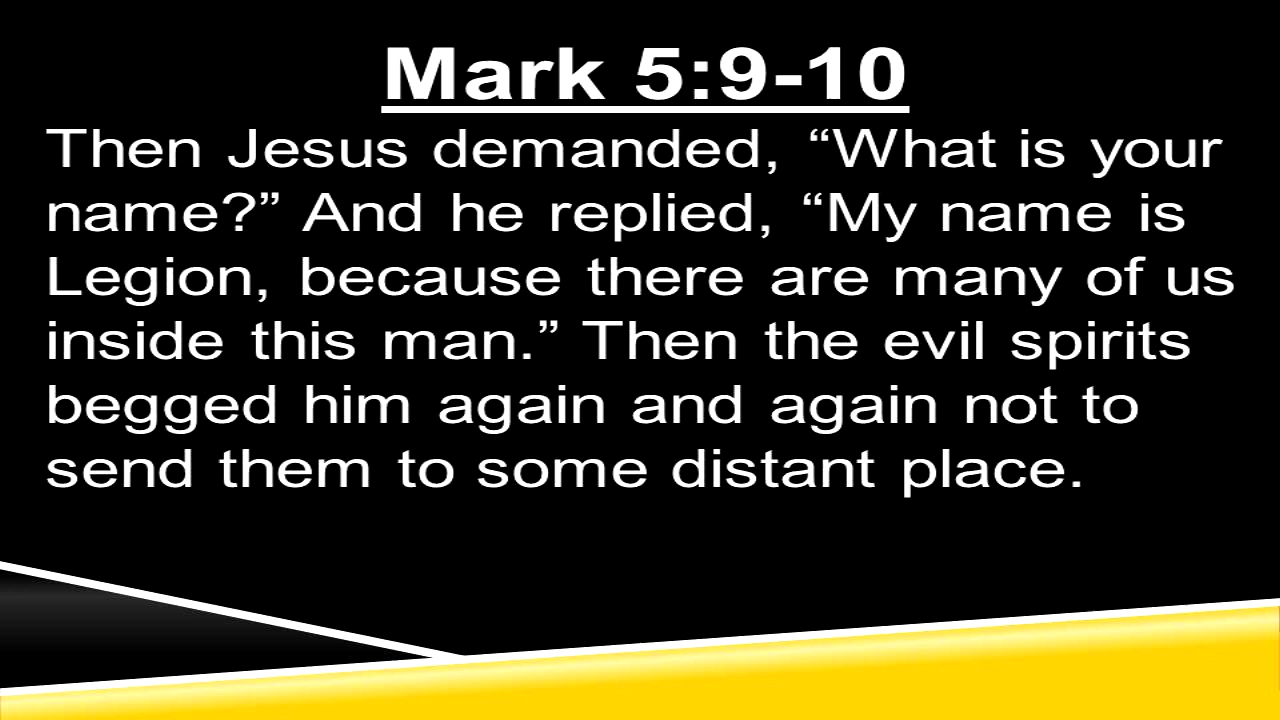 Mark 5:9-10
Then Jesus demanded, “What is your
name?” And he replied, “My name is
Legion, because there are many of us
inside this man.” Then the evil spirits
begged him again and again not to
send them to some distant place.